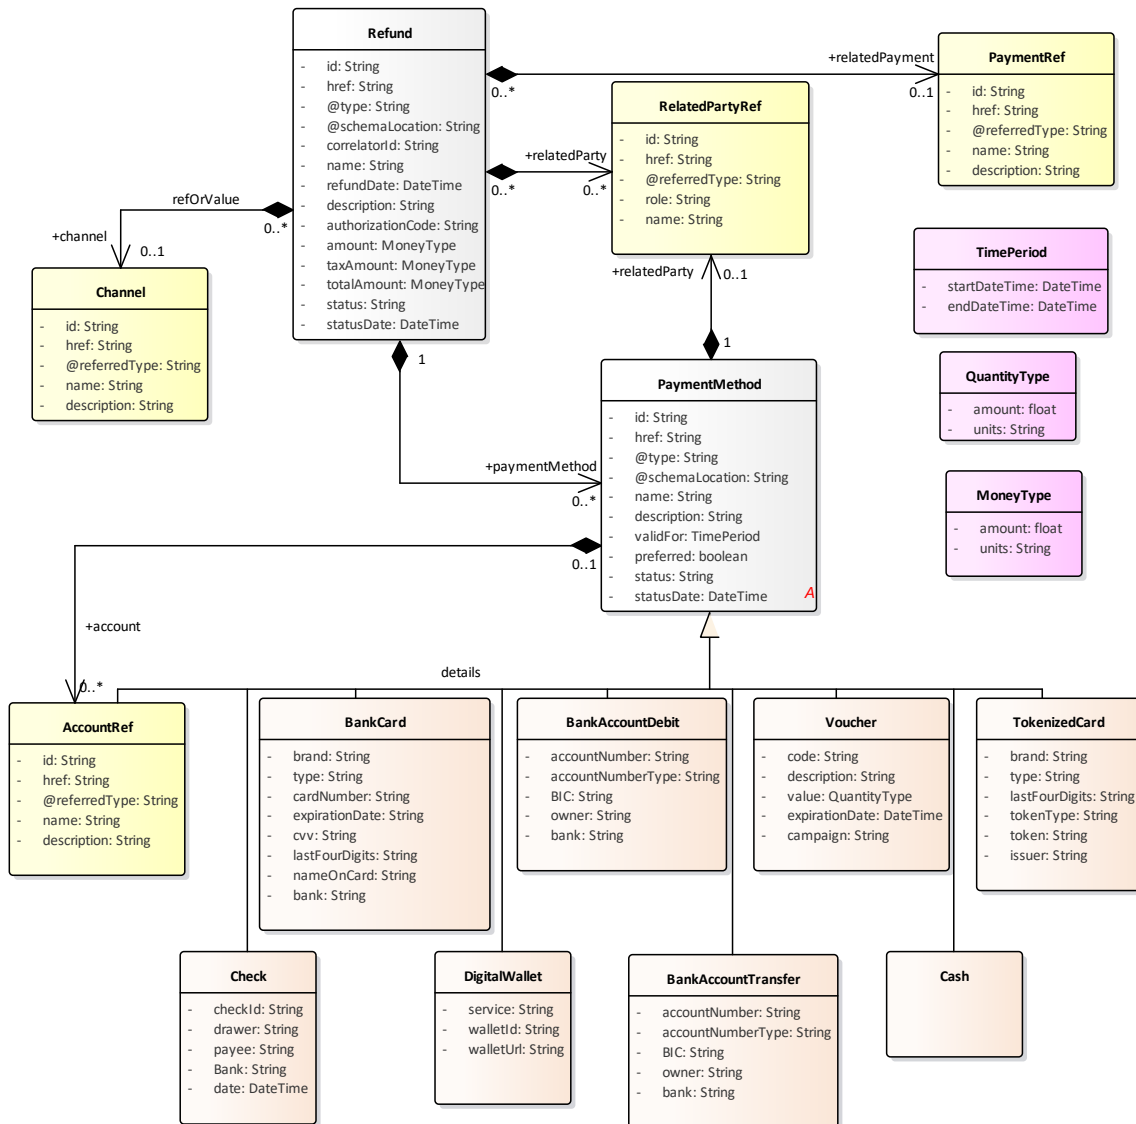 Refund
- id: String
- href: String
- @type: String
- @schemaLocation: String
- correlatorId: String
- name: String
- refundDate: DateTime
- description: String
- authorizationCode: String
- amount: MoneyType
- taxAmount: MoneyType
- totalAmount: MoneyType
- status: String
- statusDate: DateTime
+relatedPayment
0..*
0..1
PaymentRef
- id: String
- href: String
- @referredType: String
- name: String
- description: String
+relatedParty
0..*
0..*
RelatedPartyRef
- id: String
- href: String
- @referredType: String
- role: String
- name: String
refOrValue
0..*
+channel
0..1
Channel
- id: String
- href: String
- @referredType: String
- name: String
- description: String
+relatedParty
0..1
1
TimePeriod
- startDateTime: DateTime
- endDateTime: DateTime
QuantityType
- amount: float
- units: String
MoneyType
- amount: float
- units: String
1
+paymentMethod
0..*
PaymentMethod
- id: String
- href: String
- @type: String
- @schemaLocation: String
- name: String
- description: String
- validFor: TimePeriod
- preferred: boolean
- status: String
- statusDate: DateTime
A
0..1
+account
0..*
details
AccountRef
- id: String
- href: String
- @referredType: String
- name: String
- description: String
BankCard
- brand: String
- type: String
- cardNumber: String
- expirationDate: String
- cvv: String
- lastFourDigits: String
- nameOnCard: String
- bank: String
BankAccountDebit
- accountNumber: String
- accountNumberType: String
- BIC: String
- owner: String
- bank: String
Voucher
- code: String
- description: String
- value: QuantityType
- expirationDate: DateTime
- campaign: String
TokenizedCard
- brand: String
- type: String
- lastFourDigits: String
- tokenType: String
- token: String
- issuer: String
Check
- checkId: String
- drawer: String
- payee: String
- Bank: String
- date: DateTime
DigitalWallet
- service: String
- walletId: String
- walletUrl: String
BankAccountTransfer
- accountNumber: String
- accountNumberType: String
- BIC: String
- owner: String
- bank: String
Cash